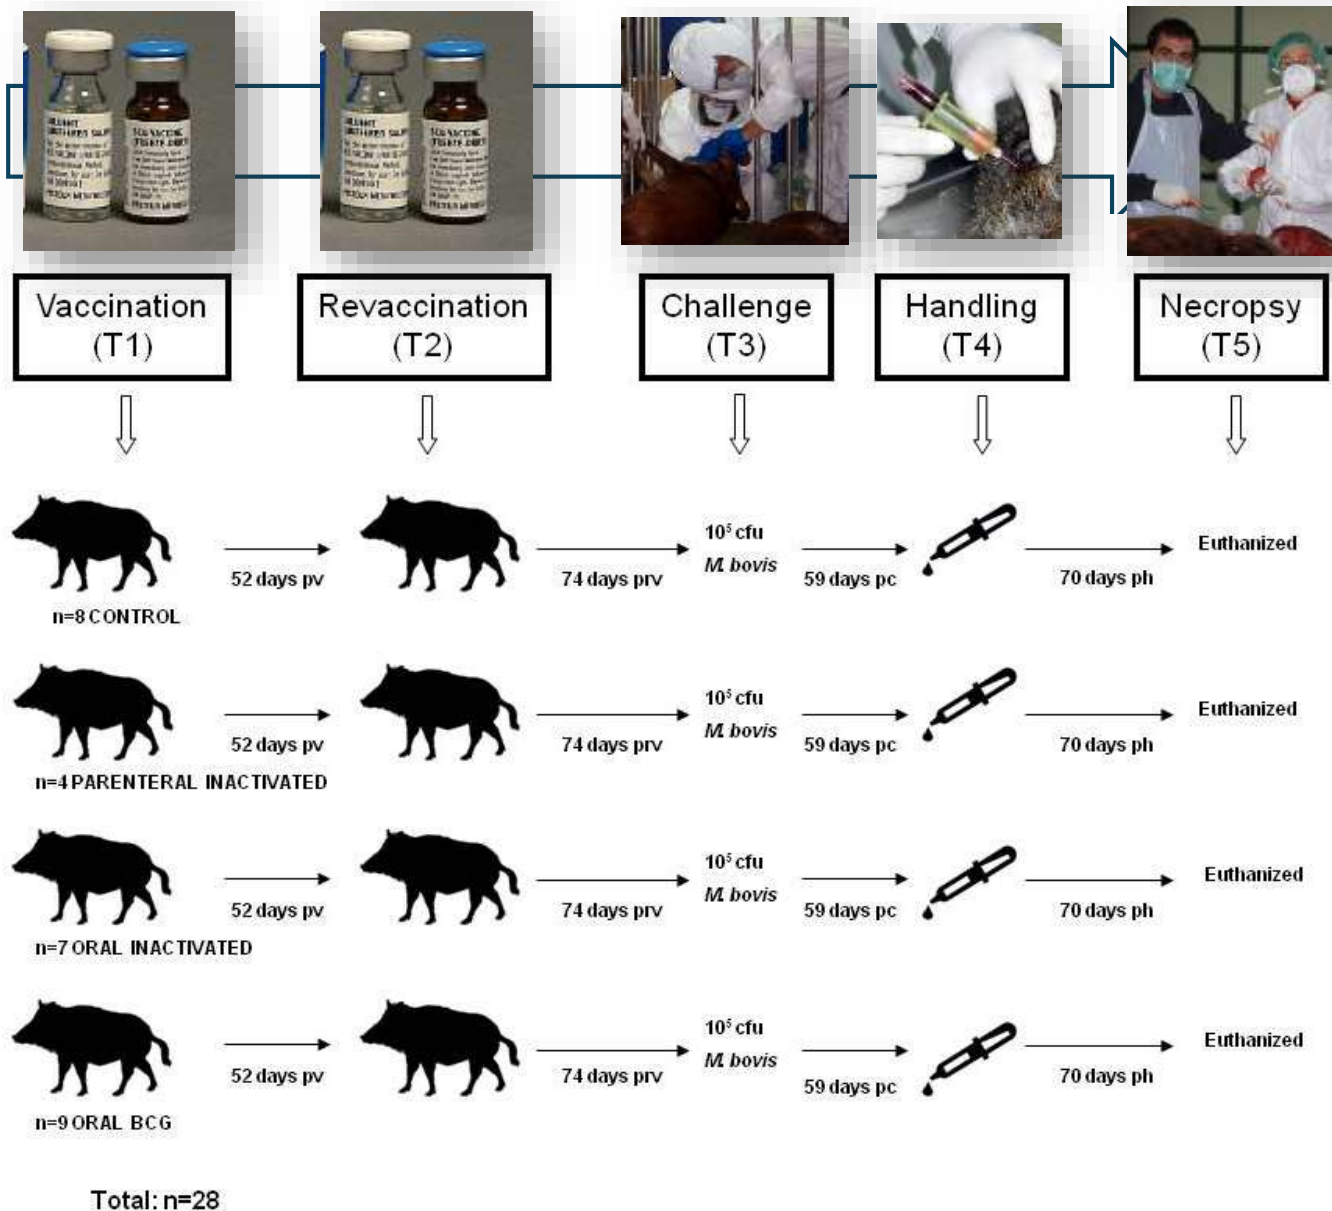 Vaccination
(T1)
Revaccination
(T2)
Challenge
(T3)
Handling
(T4)
Necropsy
(T5)
52 days pv
74 days prv
10⁵ cfu
M. bovis
59 days pc
70 days ph
Euthanized
n=8 CONTROL
52 days pv
74 days prv
10⁵ cfu
M. bovis
59 days pc
70 days ph
Euthanized
n=4 PARENTERAL INACTIVATED
52 days pv
74 days prv
10⁵ cfu
M. bovis
59 days pc
70 days ph
Euthanized
n=7 ORAL INACTIVATED
52 days pv
74 days prv
10⁵ cfu
M. bovis
59 days pc
70 days ph
Euthanized
n=9 ORAL BCG
Total: n=28